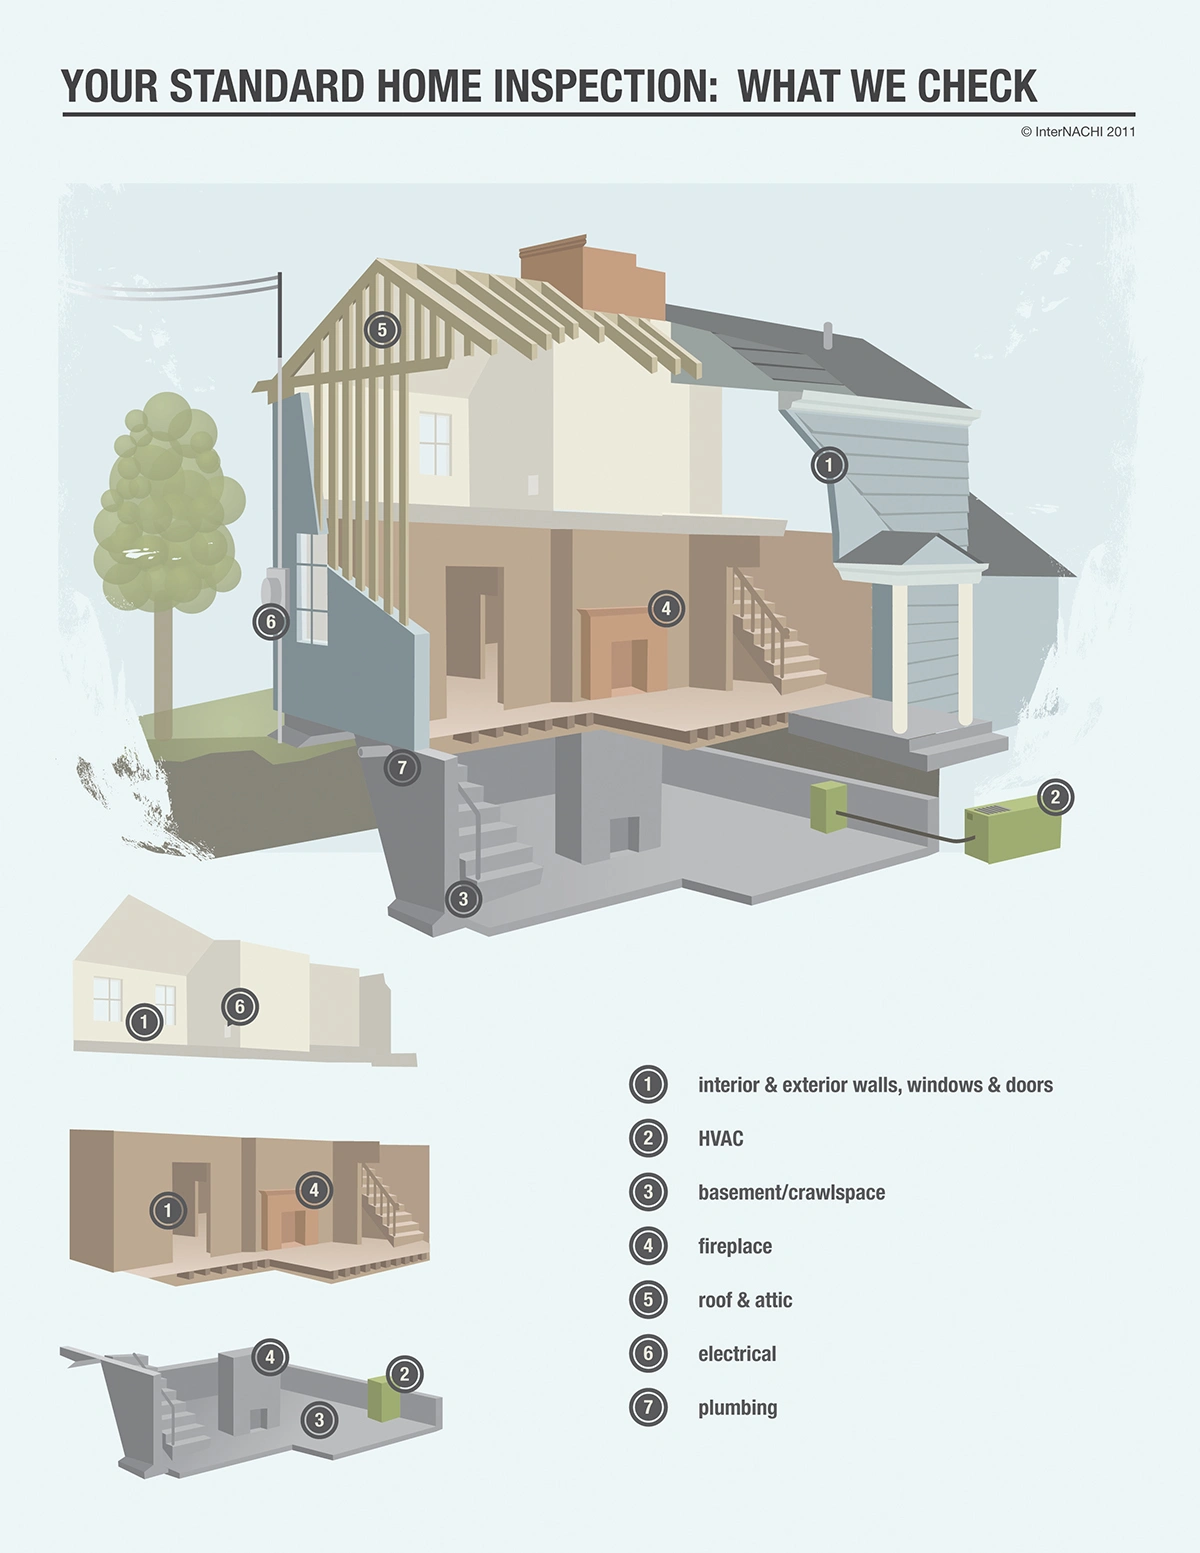 YOUR STANDARD HOME INSPECTION: WHAT WE CHECK
© InterNACHI 2011
5
1
4
6
7
2
3
6
1
4
1
4
2
3
1 interior & exterior walls, windows & doors
2 HVAC
3 basement/crawlspace
4 fireplace
5 roof & attic
6 electrical
7 plumbing